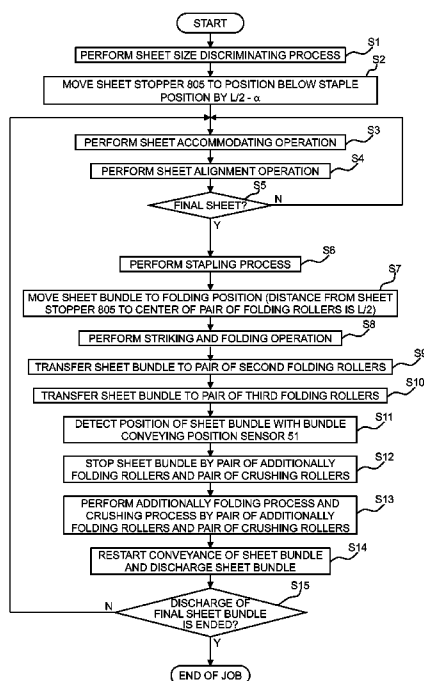 START
S1
PERFORM SHEET SIZE DISCRIMINATING PROCESS
S2
MOVE SHEET STOPPER 805 TO POSITION BELOW STAPLE
POSITION BY L/2 - α
S3
PERFORM SHEET ACCOMMODATING OPERATION
S4
PERFORM SHEET ALIGNMENT OPERATION
S5
FINAL SHEET?
N
Y
S6
PERFORM STAPLING PROCESS
S7
MOVE SHEET BUNDLE TO FOLDING POSITION (DISTANCE FROM SHEET
STOPPER 805 TO CENTER OF PAIR OF FOLDING ROLLERS IS L/2)
S8
PERFORM STRIKING AND FOLDING OPERATION
S9
TRANSFER SHEET BUNDLE TO PAIR OF SECOND FOLDING ROLLERS
S10
TRANSFER SHEET BUNDLE TO PAIR OF THIRD FOLDING ROLLERS
S11
DETECT POSITION OF SHEET BUNDLE WITH BUNDLE
CONVEYING POSITION SENSOR 51
S12
STOP SHEET BUNDLE BY PAIR OF ADDITIONALLY
FOLDING ROLLERS AND PAIR OF CRUSHING ROLLERS
S13
PERFORM ADDITIONALLY FOLDING PROCESS AND
CRUSHING PROCESS BY PAIR OF ADDITIONALLY
FOLDING ROLLERS AND PAIR OF CRUSHING ROLLERS
S14
RESTART CONVEYANCE OF SHEET BUNDLE
AND DISCHARGE SHEET BUNDLE
S15
N
DISCHARGE OF
FINAL SHEET BUNDLE
IS ENDED?
Y
END OF JOB